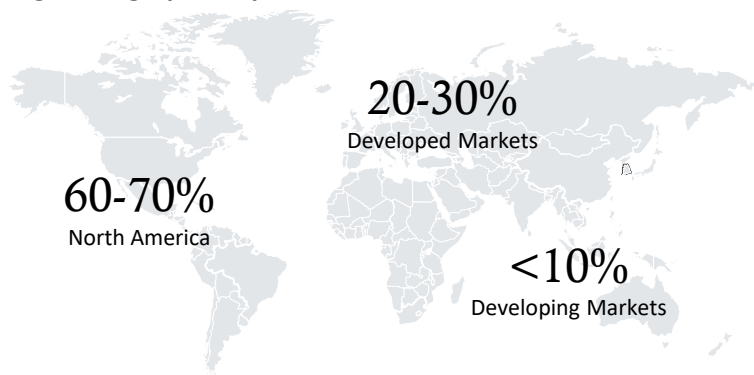 20-30%
Developed Markets
60-70%
North America
<10%
Developing Markets